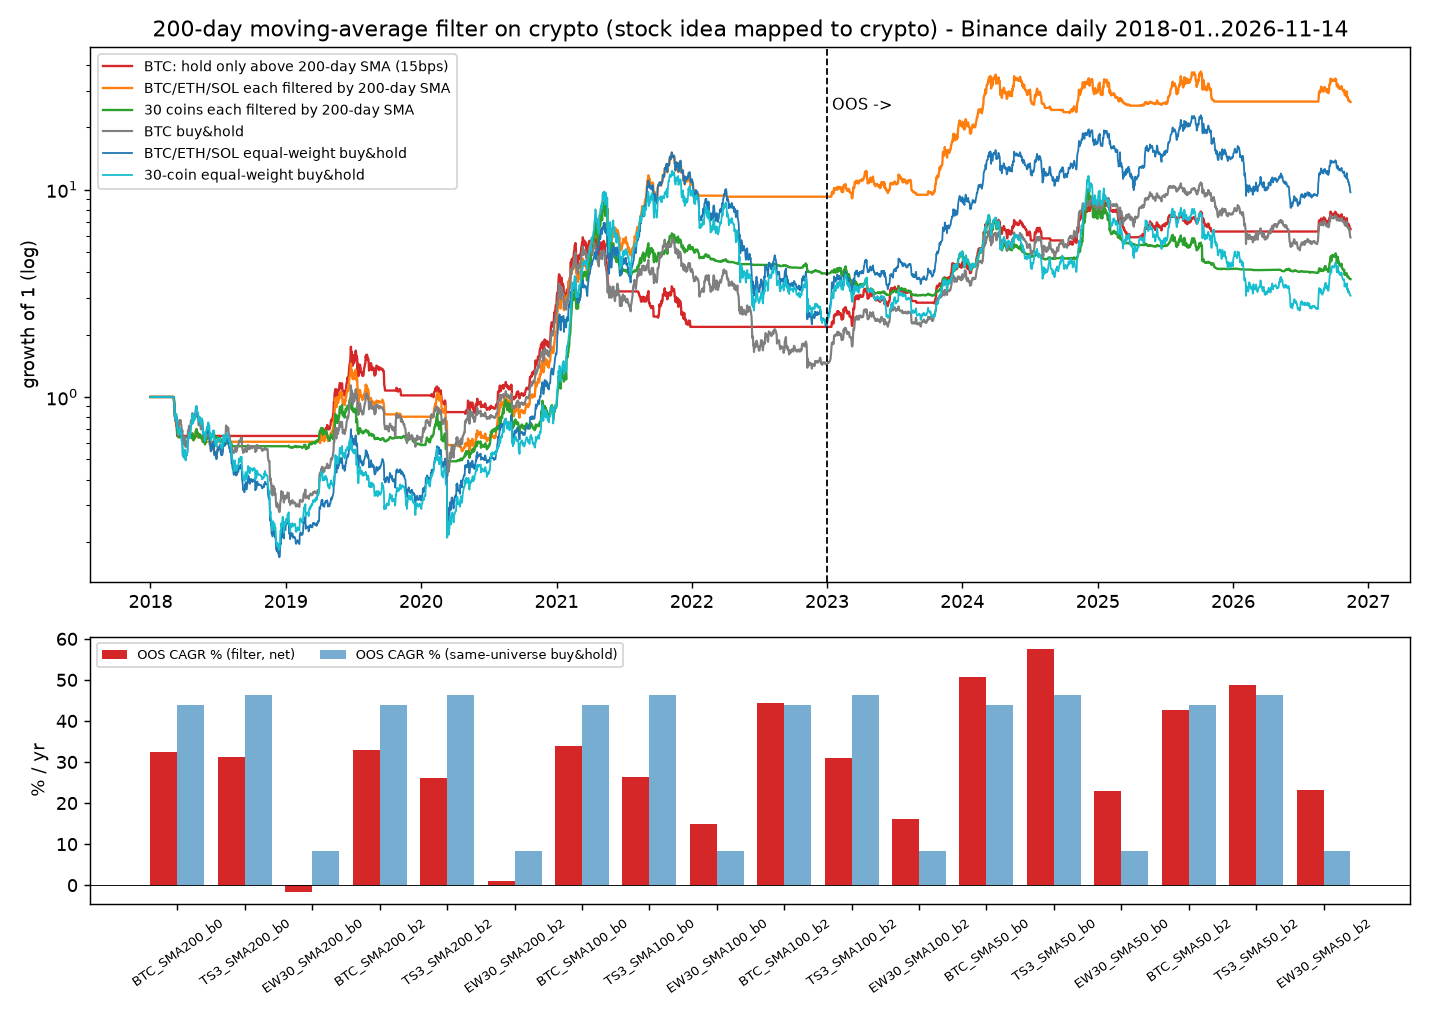 200-day moving-average filter on crypto (stock idea mapped to crypto) - Binance daily 2018-01..2026-11-14
BTC: hold only above 200-day SMA (15bps)
BTC/ETH/SOL each filtered by 200-day SMA
30 coins each filtered by 200-day SMA
BTC buy&hold
BTC/ETH/SOL equal-weight buy&hold
30-coin equal-weight buy&hold
OOS ->
growth of 1 (log)
10¹
10⁰
2018 2019 2020 2021 2022 2023 2024 2025 2026 2027
OOS CAGR % (filter, net)
OOS CAGR % (same-universe buy&hold)
% / yr
60
50
40
30
20
10
0
BTC_SMA200_b0
TS3_SMA200_b0
EW30_SMA200_b0
BTC_SMA200_b2
TS3_SMA200_b2
EW30_SMA200_b2
BTC_SMA100_b0
TS3_SMA100_b0
EW30_SMA100_b0
BTC_SMA100_b2
TS3_SMA100_b2
EW30_SMA100_b2
BTC_SMA50_b0
TS3_SMA50_b0
EW30_SMA50_b0
BTC_SMA50_b2
TS3_SMA50_b2
EW30_SMA50_b2